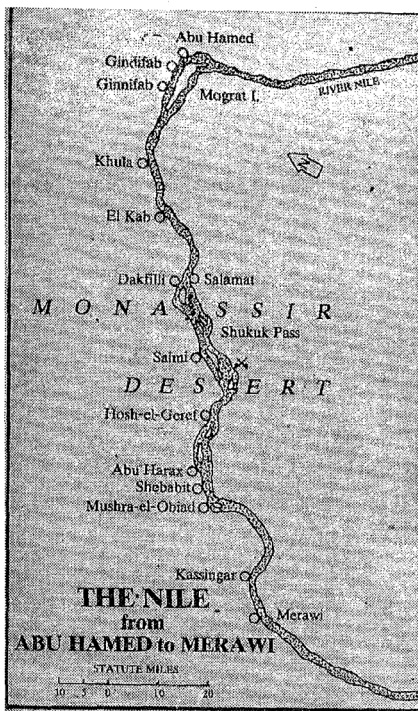 Abu Hamed
Gindifab
Ginnifab
Mograt I.
RIVER NILE
N
Khula
El Kab
Dakfilli
Salamat
MONASSIR
Shukuk Pass
Salmi
DESERT
Hosh-el-Geref
Abu Harax
Shebabit
Mushra-el-Obiad
Kassingar
Merawi
THE NILE
from
ABU HAMED to MERAWI
STATUTE MILES
10 5 0 10 20